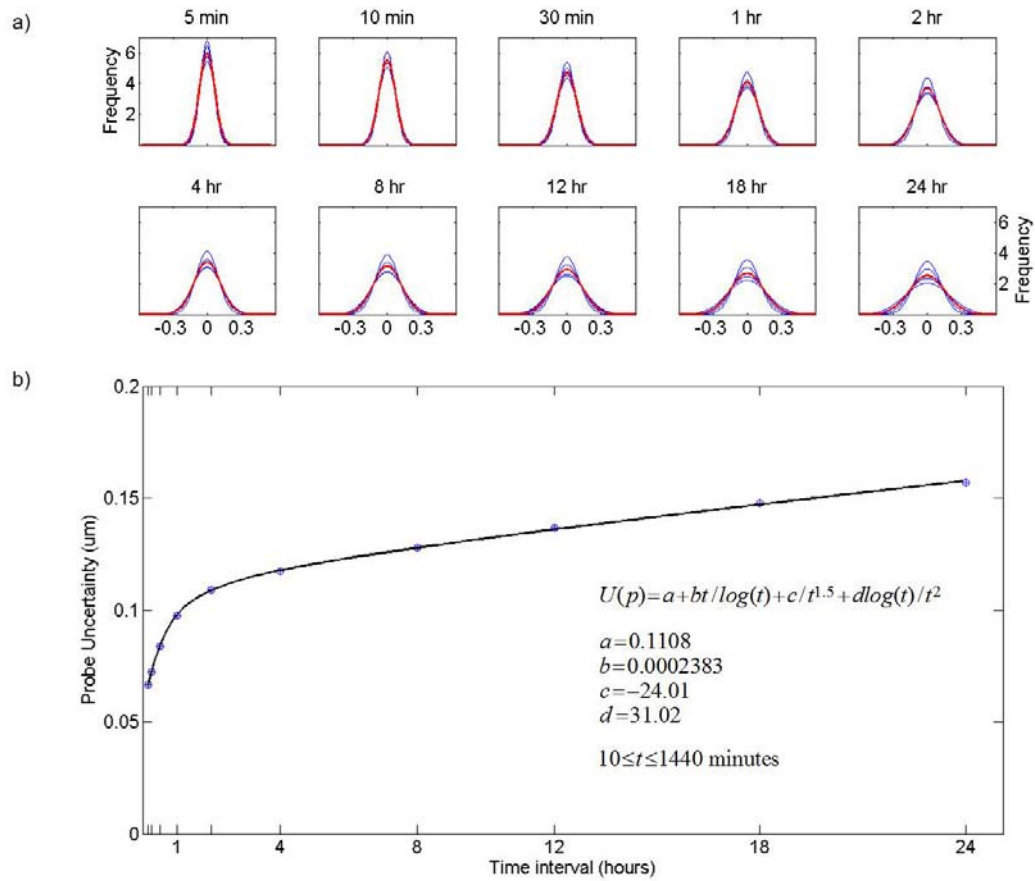 a)
5 min 10 min 30 min 1 hr 2 hr
Frequency
6
4
2
6
4
2
4 hr 8 hr 12 hr 18 hr 24 hr
6
4
2
Frequency
-0.3 0 0.3 -0.3 0 0.3 -0.3 0 0.3 -0.3 0 0.3 -0.3 0 0.3
b)
0.2
0.15
0.1
0.05
0
Probe Uncertainty (um)
U(p)=a+bt/log(t)+c/t^1.5+dlog(t)/t^2
a=0.1108
b=0.0002383
c=−24.01
d=31.02
10≤t≤1440 minutes
1 4 8 12 18 24
Time interval (hours)